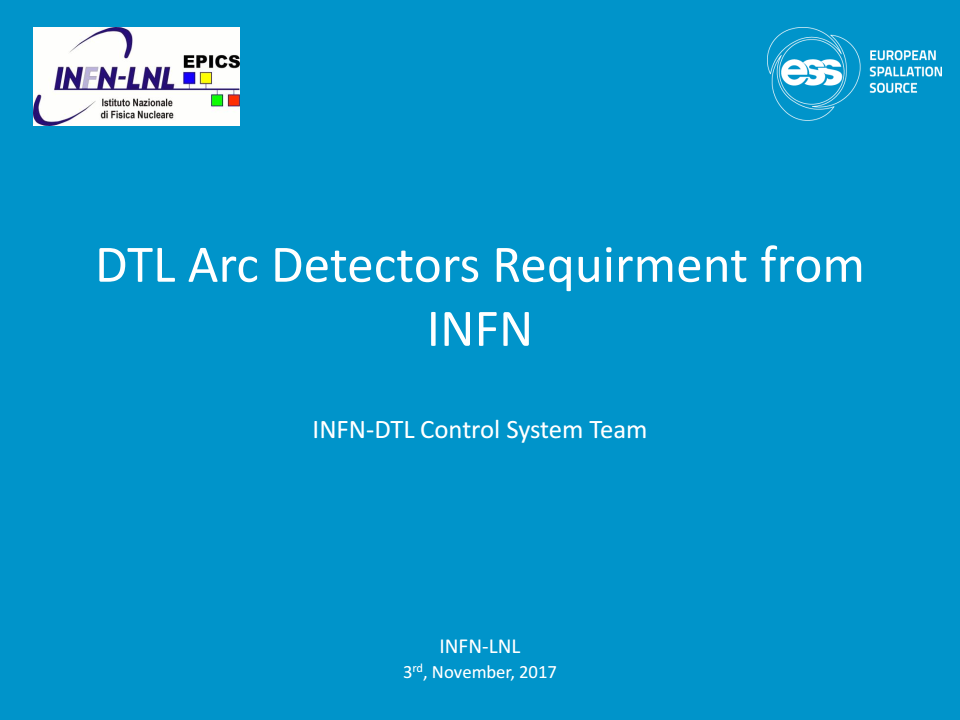 INFN-LNL
EPICS
Istituto Nazionale
di Fisica Nucleare
ess
EUROPEAN
SPALLATION
SOURCE
DTL Arc Detectors Requirment from
INFN
INFN-DTL Control System Team
INFN-LNL
3rd, November, 2017